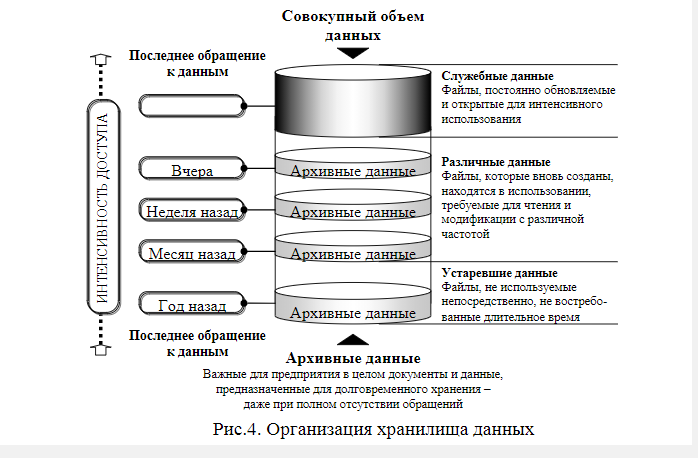 Совокупный объем
данных
Последнее обращение
к данным
Служебные данные
Файлы, постоянно обновляемые
и открытые для интенсивного
использования
ИНТЕНСИВНОСТЬ ДОСТУПА
Вчера
Архивные данные
Различные данные
Файлы, которые вновь созданы,
находятся в использовании,
требуемые для чтения и
модификации с различной
частотой
Неделя назад
Архивные данные
Месяц назад
Архивные данные
Устаревшие данные
Файлы, не используемые
непосредственно, не востребо-
ванные длительное время
Год назад
Архивные данные
Последнее обращение
к данным
Архивные данные
Важные для предприятия в целом документы и данные,
предназначенные для долговременного хранения –
даже при полном отсутствии обращений
Рис.4. Организация хранилища данных